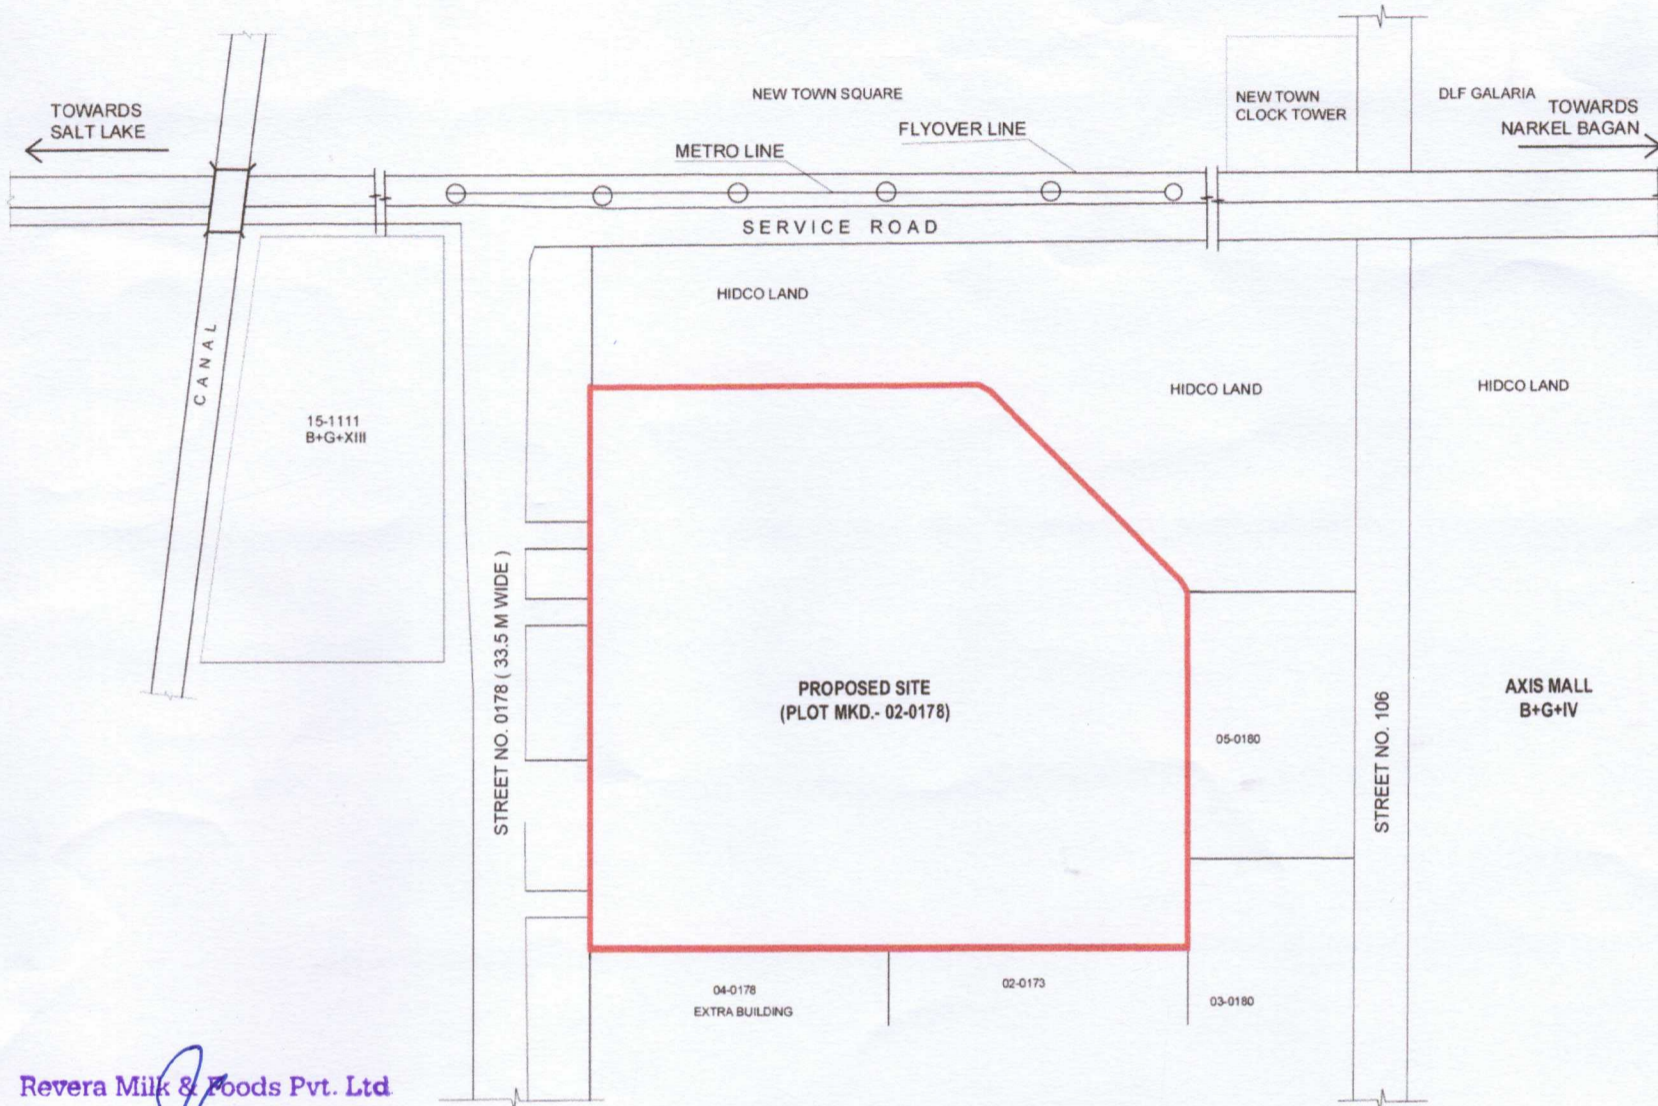 NEW TOWN SQUARE
TOWARDS
SALT LAKE
NEW TOWN
CLOCK TOWER
DLF GALARIA
TOWARDS
NARKEL BAGAN
FLYOVER LINE
METRO LINE
SERVICE ROAD
HIDCO LAND
HIDCO LAND
HIDCO LAND
CANAL
15-1111
B+G+XIII
STREET NO. 0178 ( 33.5 M WIDE )
PROPOSED SITE
(PLOT MKD.- 02-0178)
05-0180
STREET NO. 106
AXIS MALL
B+G+IV
04-0178
EXTRA BUILDING
02-0173
03-0180
Revera Milk & Foods Pvt. Ltd